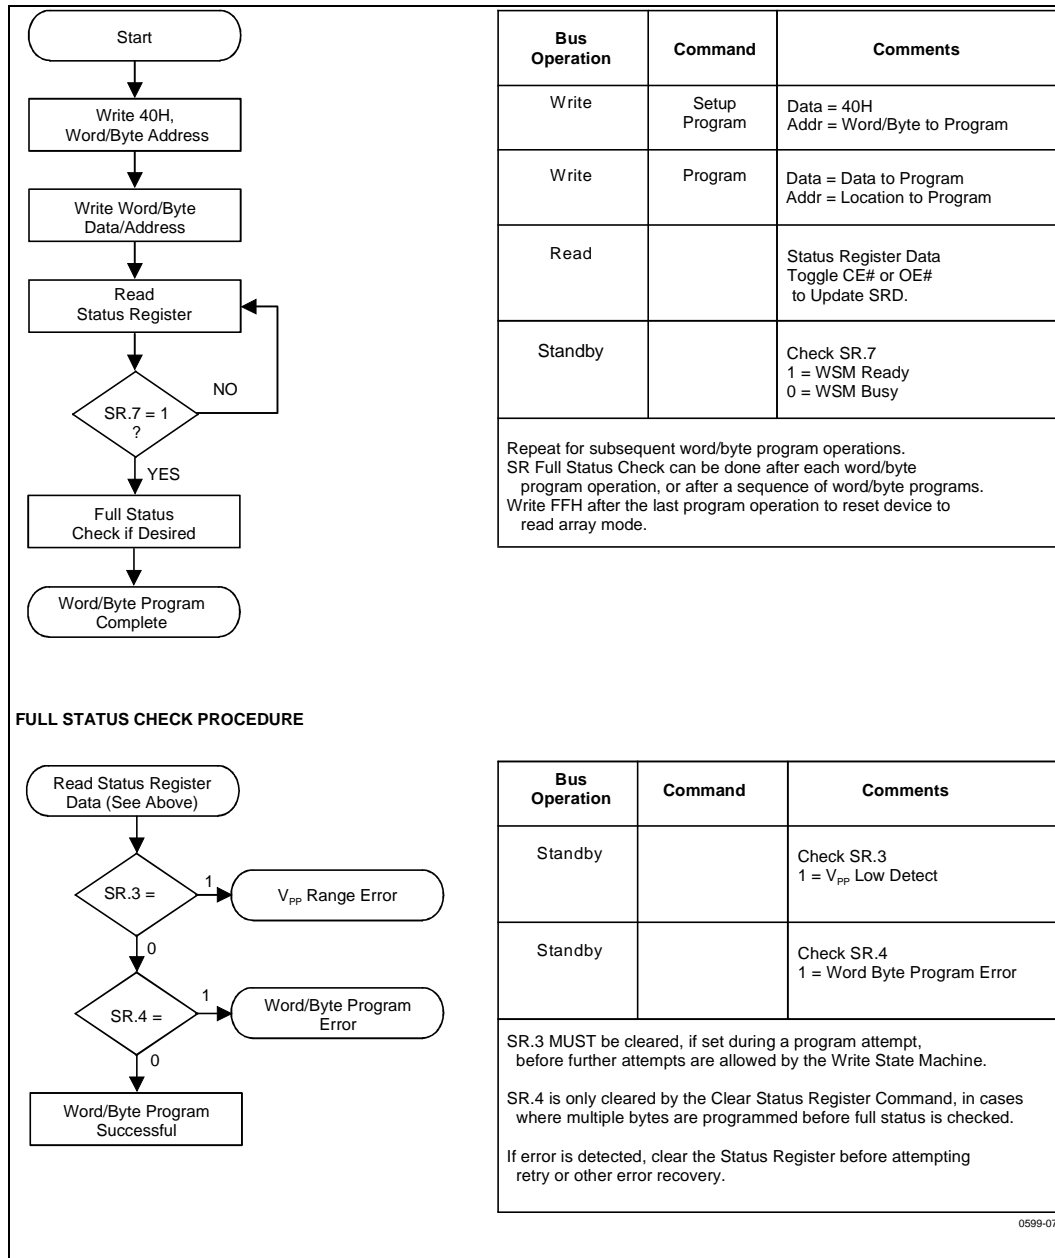 Start
Write 40H,
Word/Byte Address
Write Word/Byte
Data/Address
Read
Status Register
NO
SR.7 = 1
?
YES
Full Status
Check if Desired
Word/Byte Program
Complete
Bus
Operation
Command
Comments
Write
Setup
Program
Data = 40H
Addr = Word/Byte to Program
Write
Program
Data = Data to Program
Addr = Location to Program
Read
Status Register Data
Toggle CE# or OE#
to Update SRD.
Standby
Check SR.7
1 = WSM Ready
0 = WSM Busy
Repeat for subsequent word/byte program operations.
SR Full Status Check can be done after each word/byte
program operation, or after a sequence of word/byte programs.
Write FFH after the last program operation to reset device to
read array mode.
FULL STATUS CHECK PROCEDURE
Read Status Register
Data (See Above)
SR.3 =
1
VPP Range Error
0
SR.4 =
1
Word/Byte Program
Error
0
Word/Byte Program
Successful
Bus
Operation
Command
Comments
Standby
Check SR.3
1 = VPP Low Detect
Standby
Check SR.4
1 = Word Byte Program Error
SR.3 MUST be cleared, if set during a program attempt,
before further attempts are allowed by the Write State Machine.
SR.4 is only cleared by the Clear Status Register Command, in cases
where multiple bytes are programmed before full status is checked.
If error is detected, clear the Status Register before attempting
retry or other error recovery.
0599-07